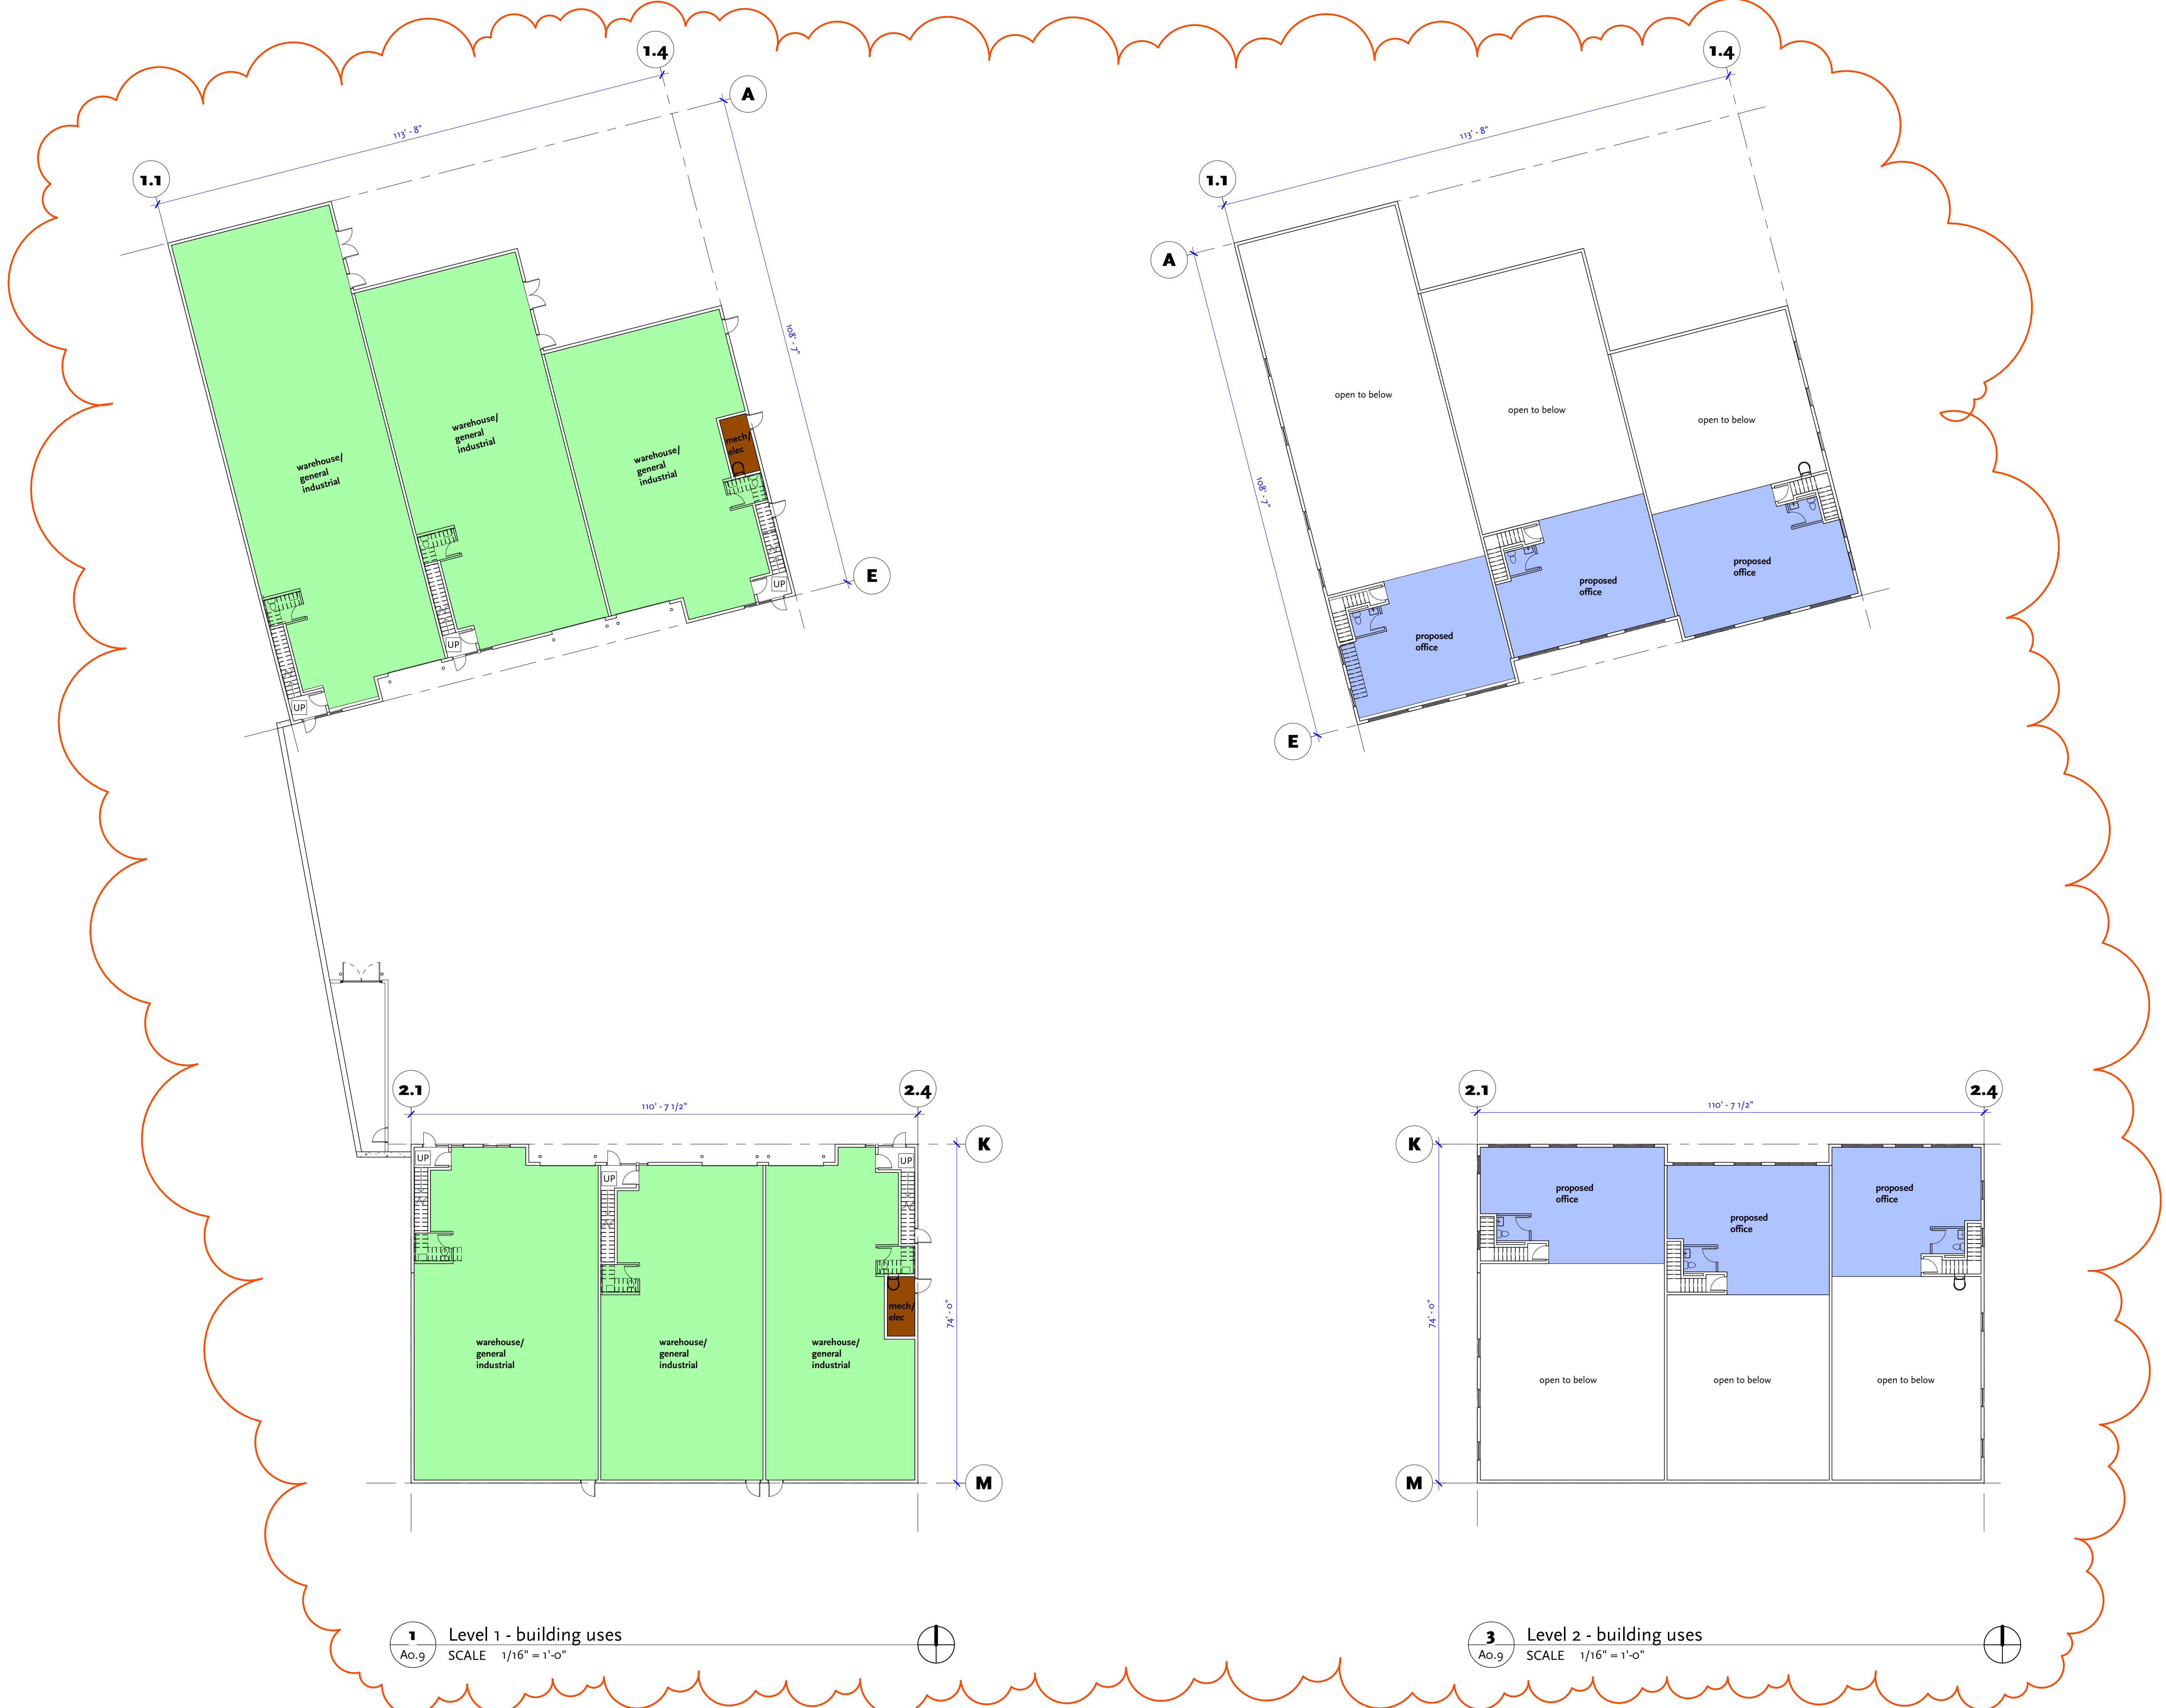 1.4
1.4
A
113' - 8"
113' - 8"
1.1
1.1
A
108' - 7"
open to below
open to below
open to below
warehouse/
general
industrial
warehouse/
general
industrial
warehouse/
general
industrial
mech/
elec
108' - 7"
proposed
office
proposed
office
proposed
office
E
UP
UP
UP
E
2.1
2.4
110' - 7 1/2"
2.1
2.4
110' - 7 1/2"
K
K
UP
UP
UP
proposed
office
proposed
office
proposed
office
mech/
elec
74' - 0"
74' - 0"
warehouse/
general
industrial
warehouse/
general
industrial
warehouse/
general
industrial
open to below
open to below
open to below
M
M
1
A0.9
Level 1 - building uses
SCALE 1/16" = 1'-0"
3
A0.9
Level 2 - building uses
SCALE 1/16" = 1'-0"